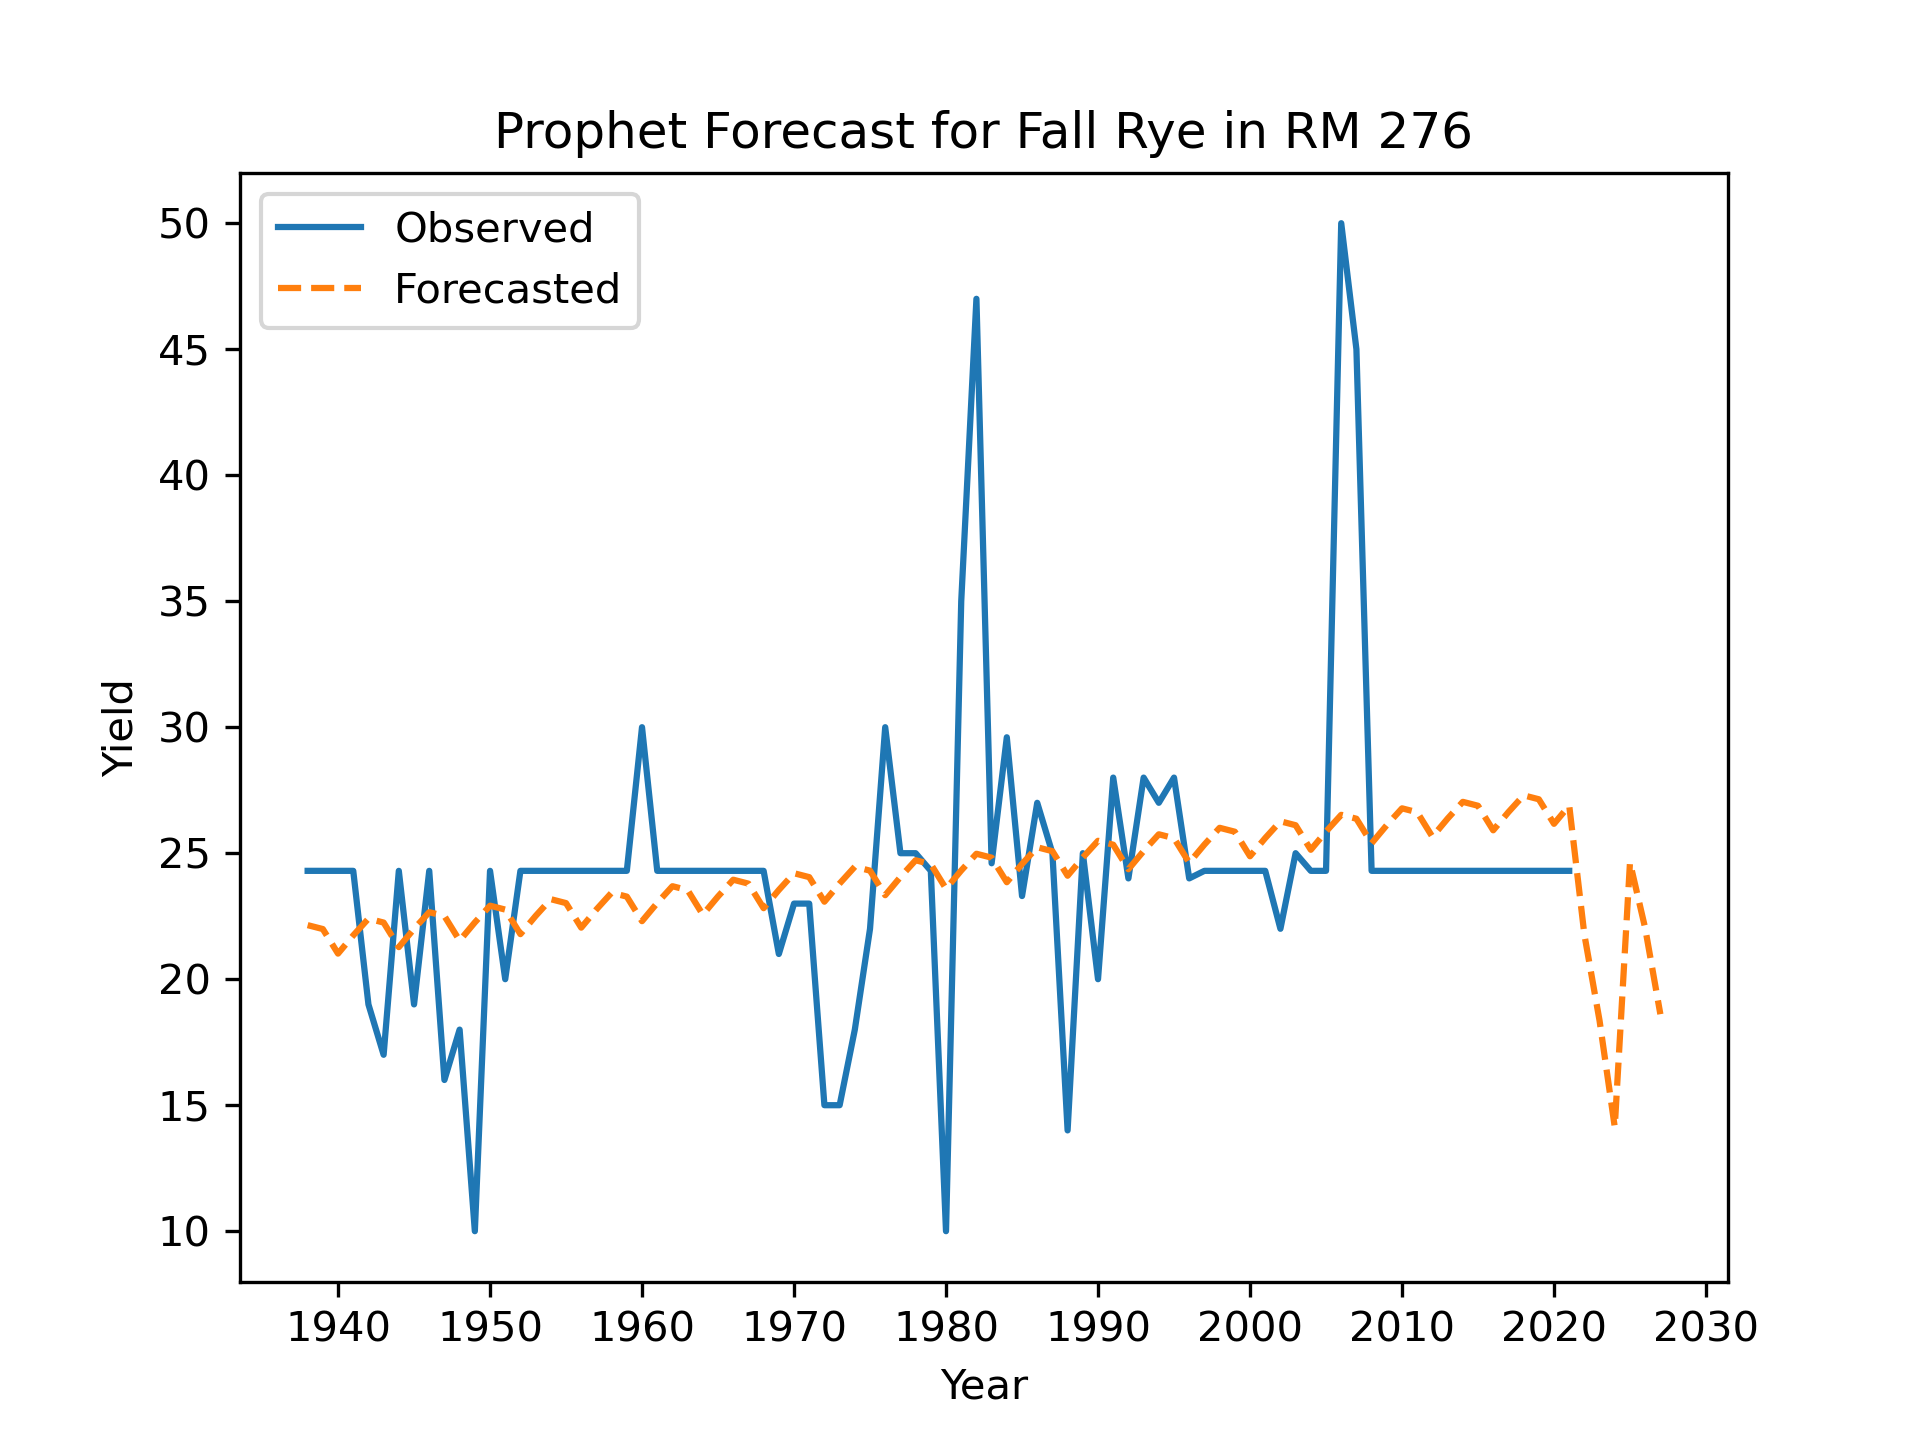 Prophet Forecast for Fall Rye in RM 276
Observed
Forecasted
50
45
40
35
30
25
20
15
10
Yield
1940 1950 1960 1970 1980 1990 2000 2010 2020 2030
Year